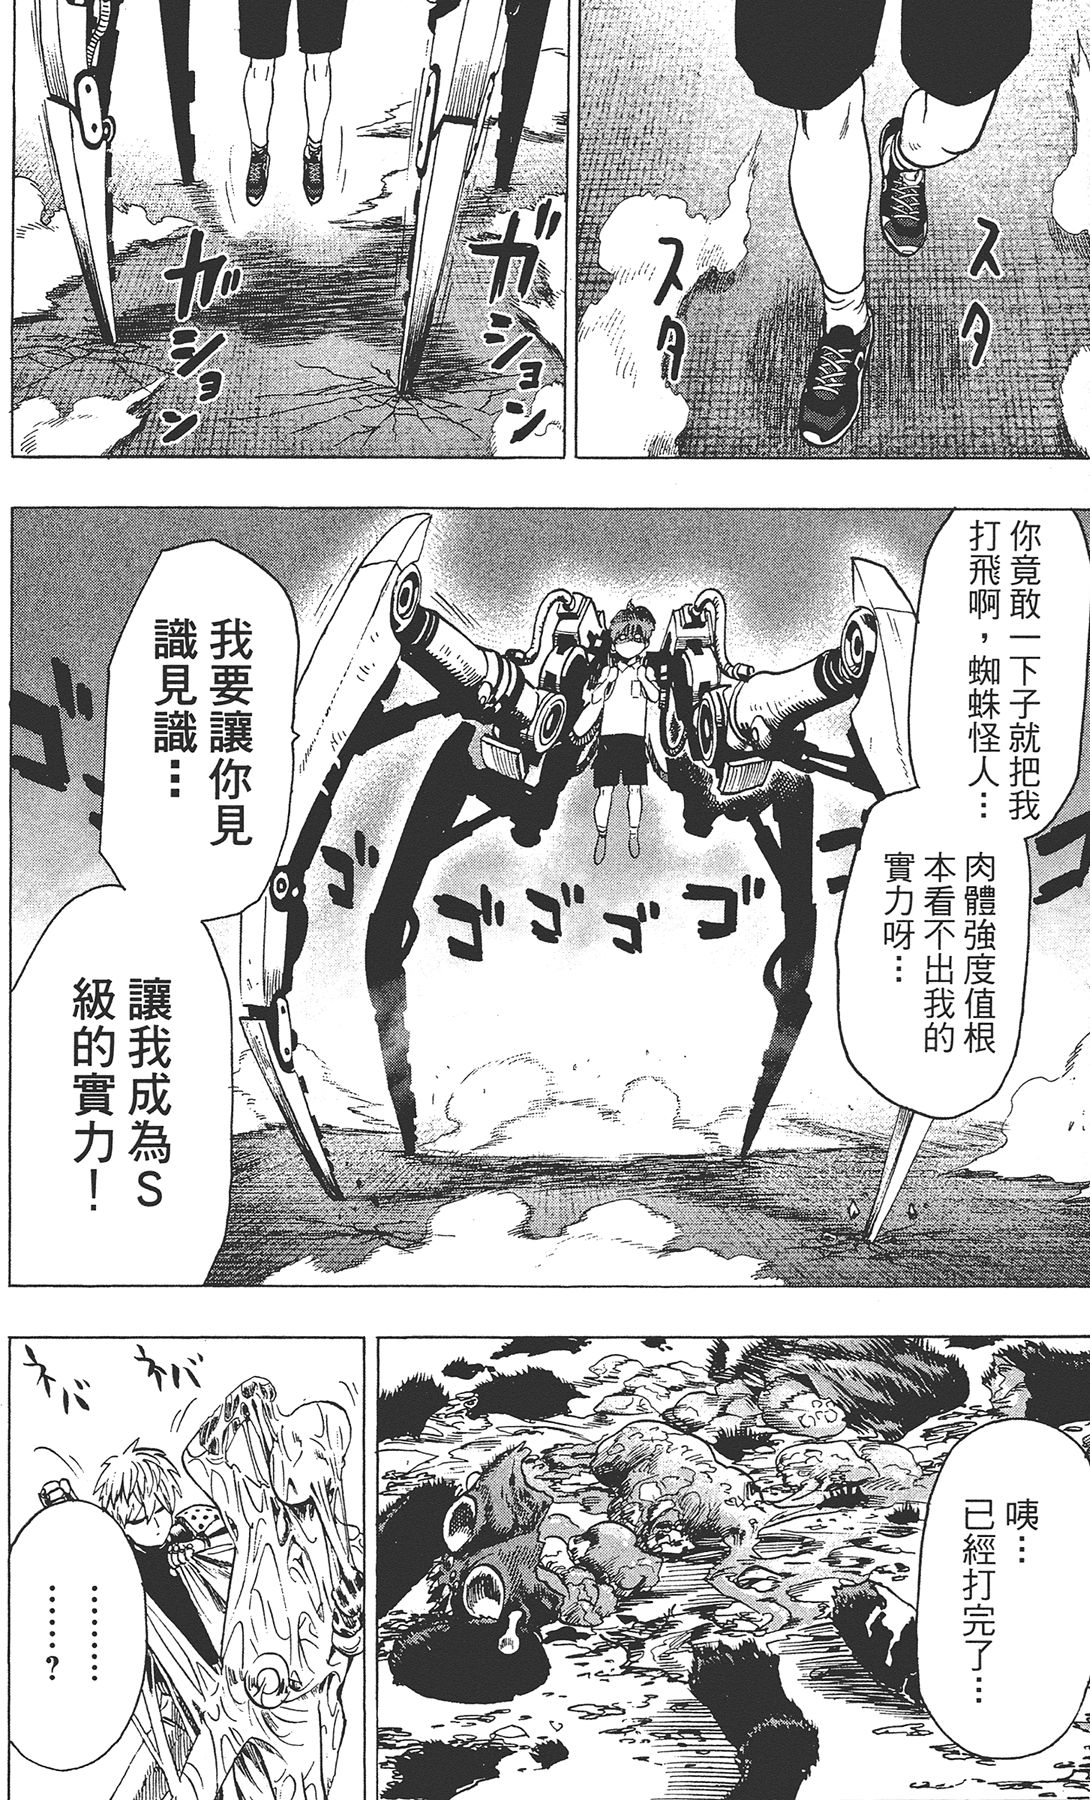 スタ
スタ
ガション
ガション
你竟敢一下子就把我
打飛啊，蜘蛛怪人…
肉體強度值根
本看不出我的
實力呀…
ゴ
ゴ
ゴ
ゴ
ゴ
ゴ
ゴ
我要讓你見
識見識…
讓我成為S
級的實力！
咦…
已經打完了…
ネバ
ネバ
…………
……?